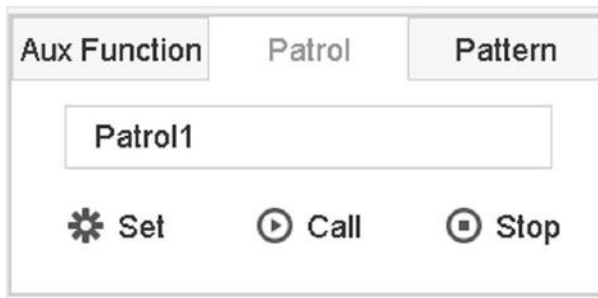 Aux Function Patrol Pattern
Patrol1
Set Call Stop